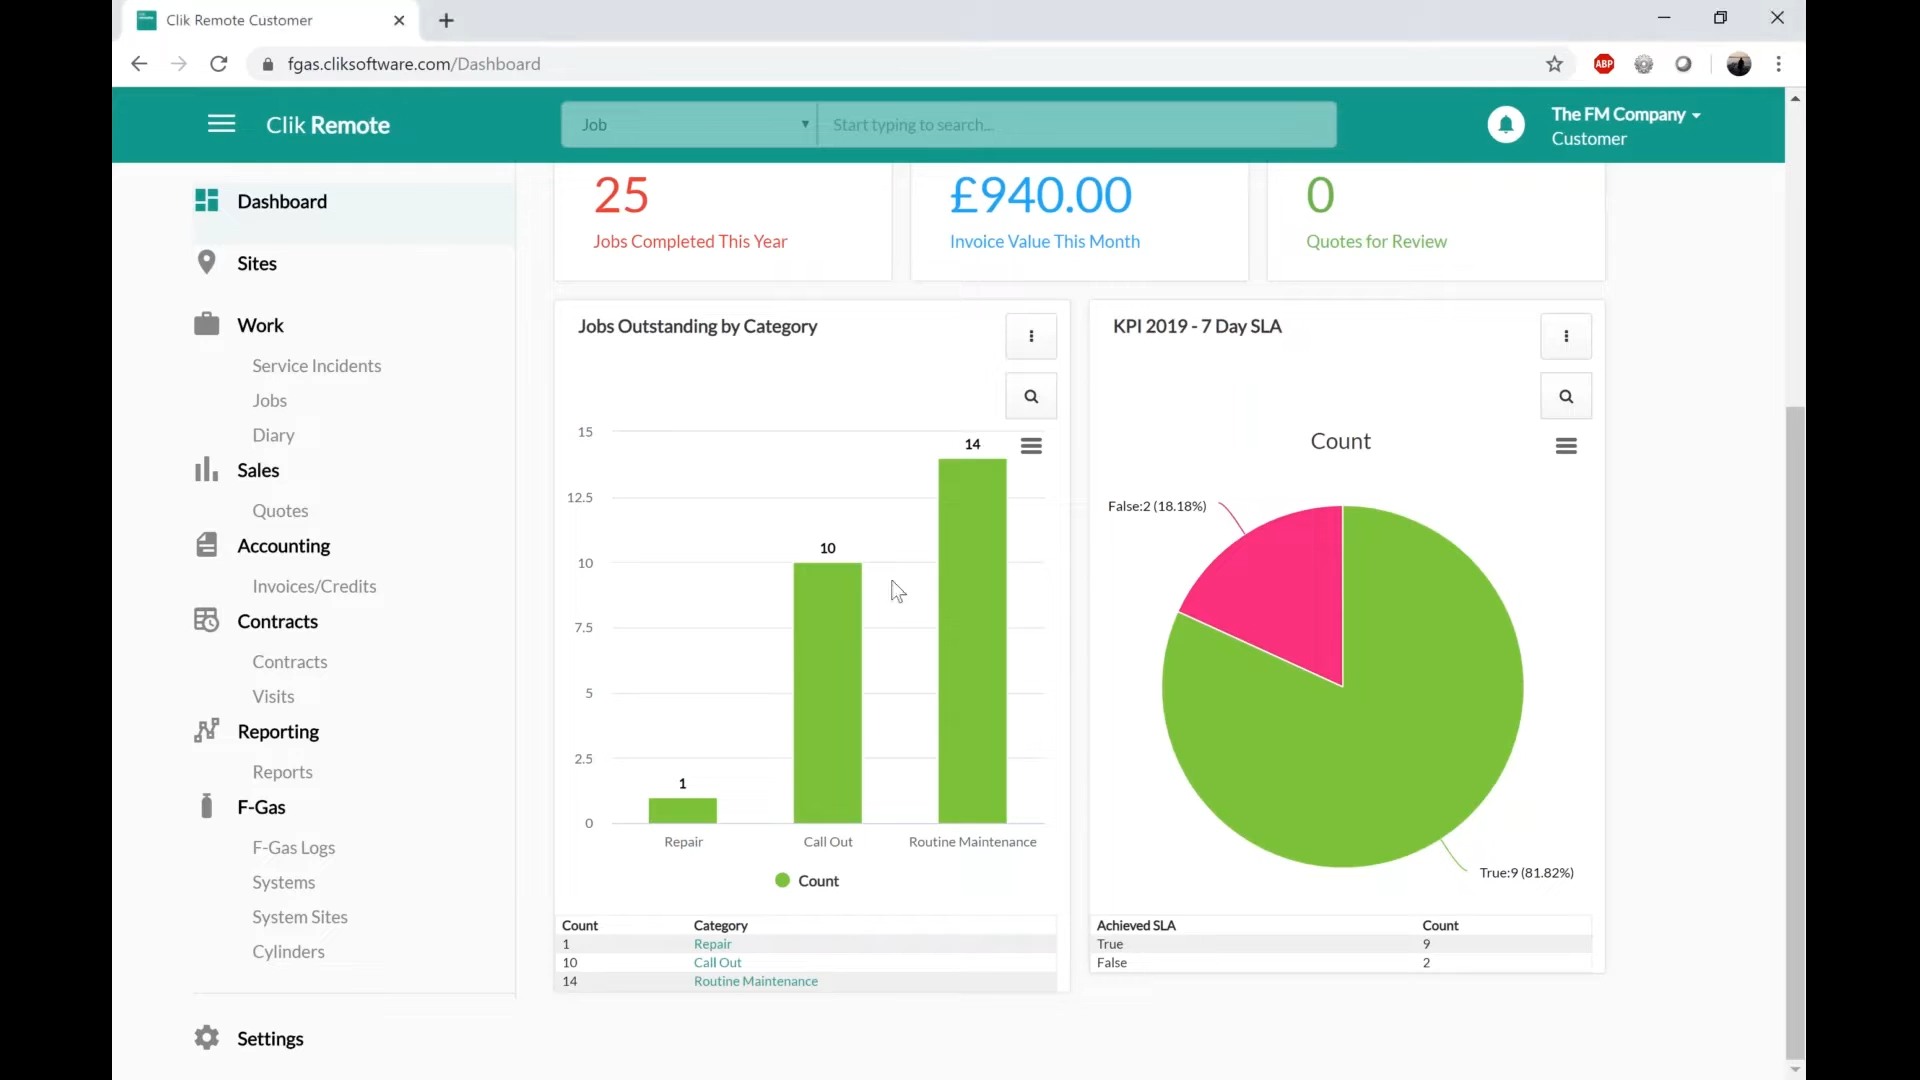 Clik Remote Customer
fgas.cliksoftware.com/Dashboard
ABP
Clik Remote
Job
Start typing to search...
The FM Company
Customer
Dashboard
Sites
Work
Service Incidents
Jobs
Diary
Sales
Quotes
Accounting
Invoices/Credits
Contracts
Contracts
Visits
Reporting
Reports
F-Gas
F-Gas Logs
Systems
System Sites
Cylinders
Settings
25
Jobs Completed This Year
£940.00
Invoice Value This Month
0
Quotes for Review
Jobs Outstanding by Category
15
12.5
10
7.5
5
2.5
0
1
10
14
Repair
Call Out
Routine Maintenance
Count
Count Category
1 Repair
10 Call Out
14 Routine Maintenance
KPI 2019 - 7 Day SLA
Count
False:2 (18.18%)
True:9 (81.82%)
Achieved SLA Count
True 9
False 2